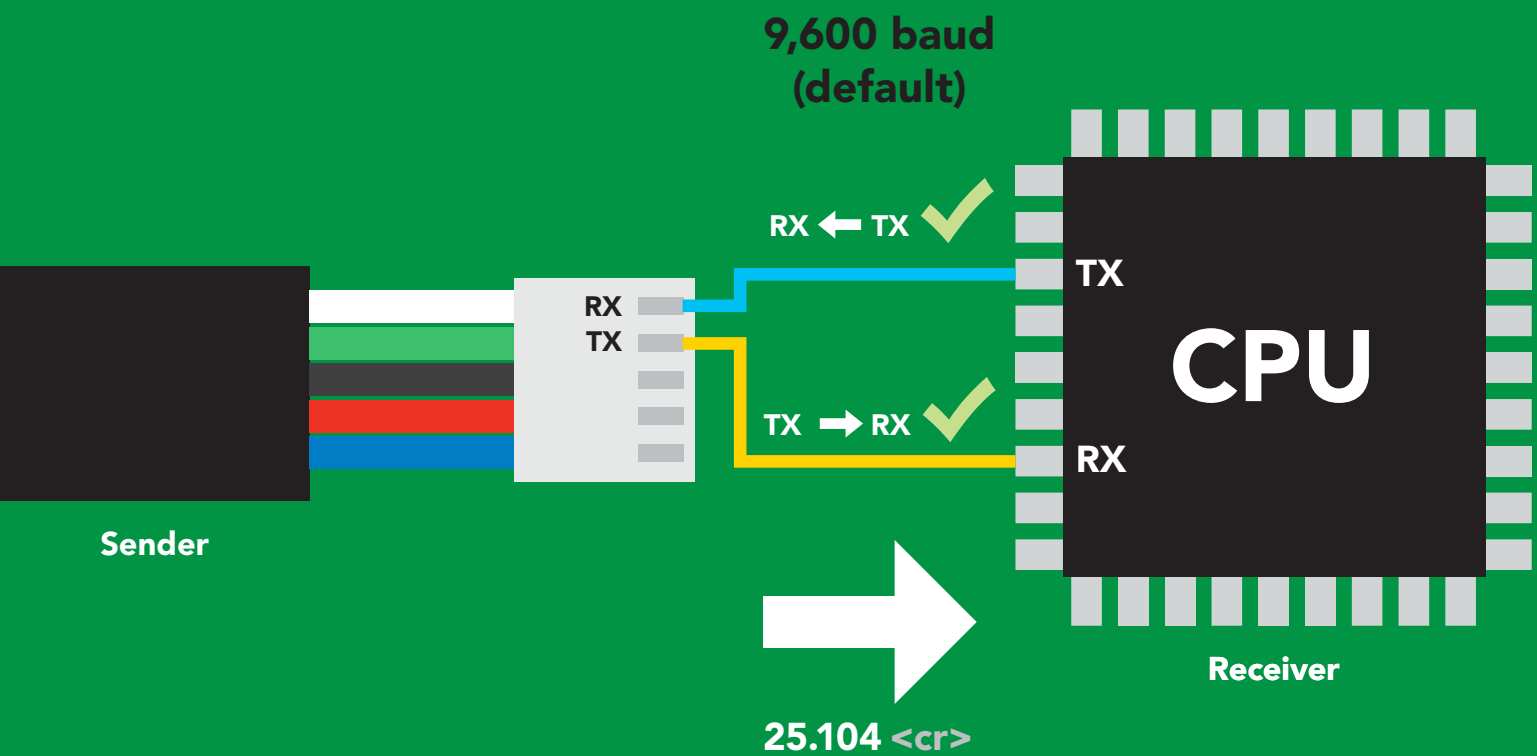 9,600 baud
(default)
RX TX
TX
RX
TX
CPU
TX RX
RX
Sender
Receiver
25.104 <cr>